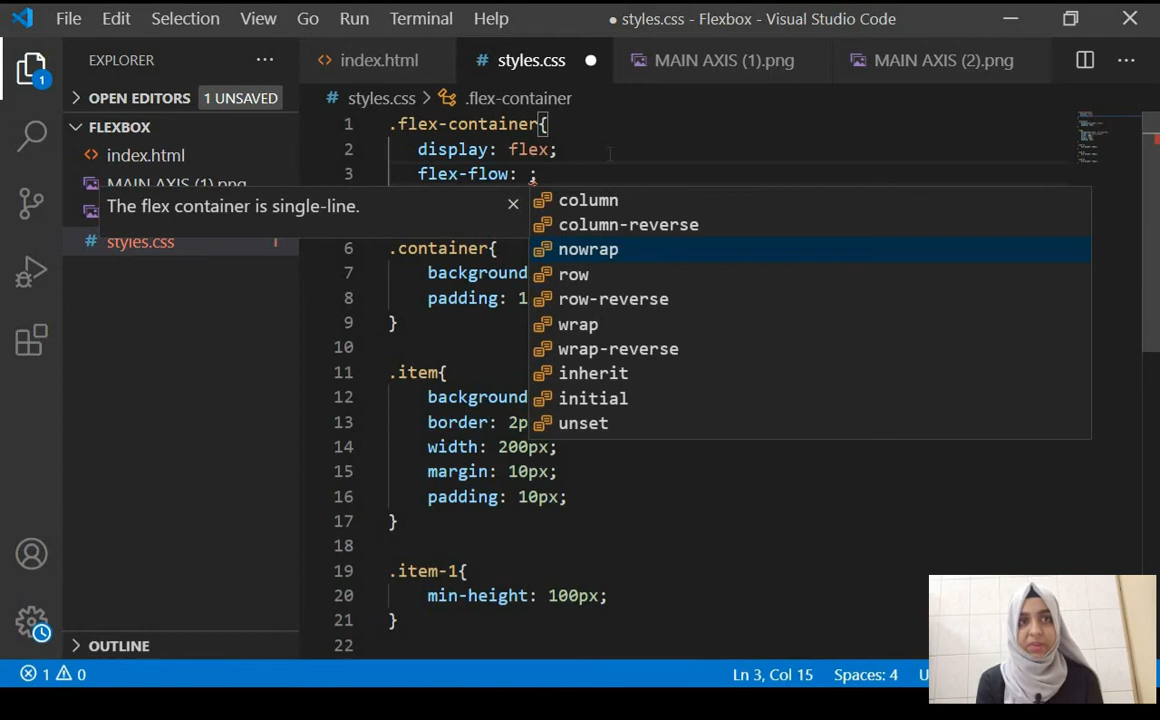 File Edit Selection View Go Run Terminal Help ● styles.css - Flexbox - Visual Studio Code
1 EXPLORER ... index.html # styles.css ● MAIN AXIS (1).png MAIN AXIS (2).png ...
OPEN EDITORS 1 UNSAVED # styles.css > .flex-container
FLEXBOX
index.html
MAIN AXIS (1).png
# styles.css 1
1 .flex-container{
2 display: flex;
3 flex-flow: ;
The flex container is single-line. ×
column
column-reverse
nowrap
row
row-reverse
wrap
wrap-reverse
inherit
initial
unset
6 .container{
7 background
8 padding: 1
9 }
10
11 .item{
12 background
13 border: 2p
14 width: 200px;
15 margin: 10px;
16 padding: 10px;
17 }
18
19 .item-1{
20 min-height: 100px;
21 }
22
OUTLINE
1 0 Ln 3, Col 15 Spaces: 4 U